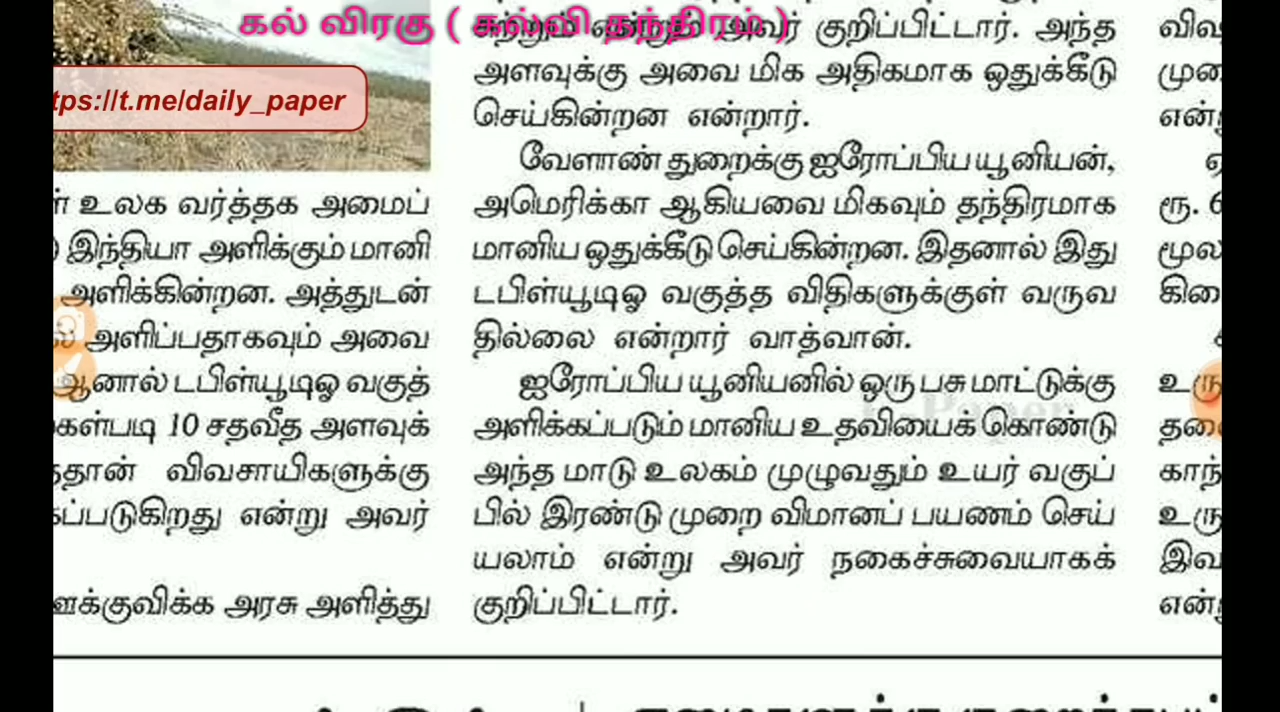 கல் விரகு ( கல்வி தந்திரம் )
tps://t.me/daily_paper
உலக வர்த்தக அமைப்
இந்தியா அளிக்கும் மானி
அளிக்கின்றன. அத்துடன்
அளிப்பதாகவும் அவை
ஆனால் டபிள்யூடிஓ வகுத்
கள்படி 10 சதவீத அளவுக்
தான் விவசாயிகளுக்கு
கப்படுகிறது என்று அவர்
ஊக்குவிக்க அரசு அளித்து
அவர் குறிப்பிட்டார். அந்த
அளவுக்கு அவை மிக அதிகமாக ஒதுக்கீடு
செய்கின்றன என்றார்.
வேளாண் துறைக்கு ஐரோப்பிய யூனியன்,
அமெரிக்கா ஆகியவை மிகவும் தந்திரமாக
மானிய ஒதுக்கீடு செய்கின்றன. இதனால் இது
டபிள்யூடிஓ வகுத்த விதிகளுக்குள் வருவ
தில்லை என்றார் வாத்வான்.
ஐரோப்பிய யூனியனில் ஒரு பசு மாட்டுக்கு
அளிக்கப்படும் மானிய உதவியைக் கொண்டு
அந்த மாடு உலகம் முழுவதும் உயர் வகுப்
பில் இரண்டு முறை விமானப் பயணம் செய்
யலாம் என்று அவர் நகைச்சுவையாகக்
குறிப்பிட்டார்.
ரூ. 6